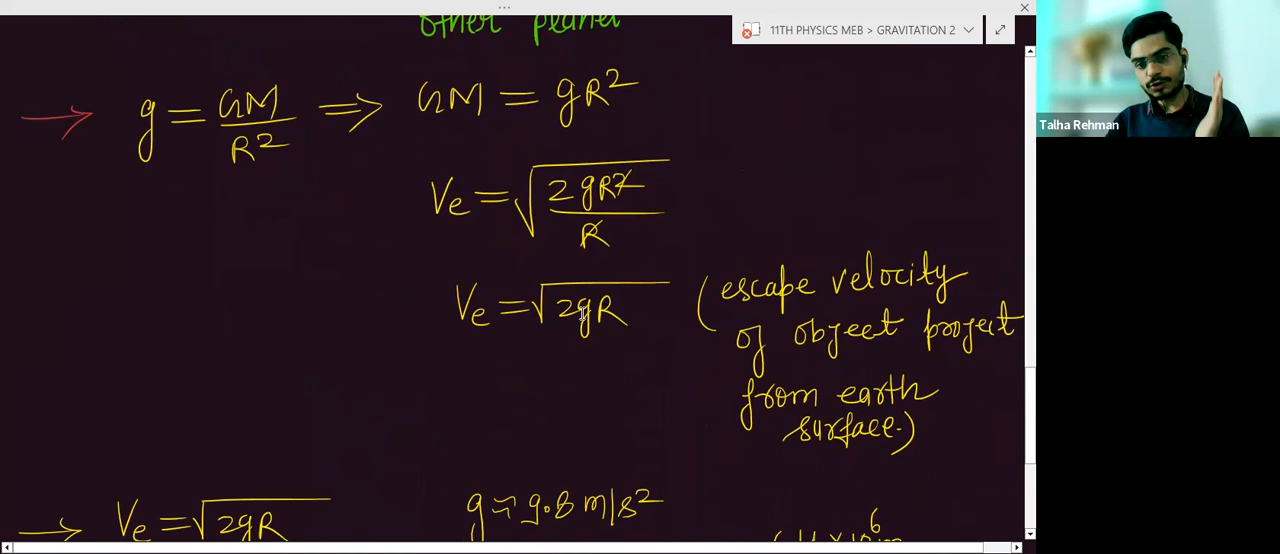 other planet
11TH PHYSICS MEB > GRAVITATION 2
Talha Rehman
g = GM/R² ⇒ GM = gR²
Ve = √(2gR²/R)
Ve = √2gR (escape velocity
of object project
from earth
surface.)
Ve = √2gR g ≈ 9.8 m/s²